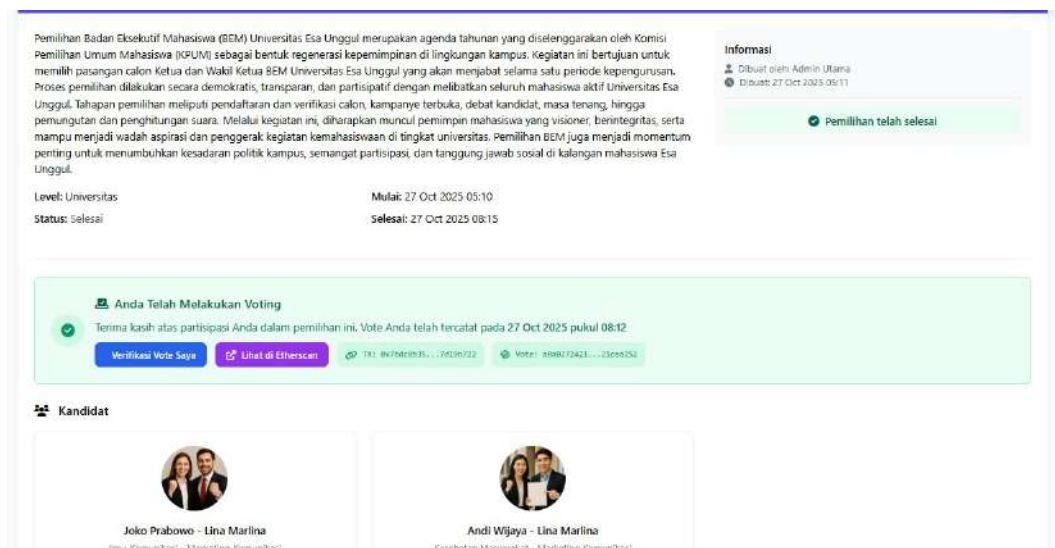 Pemilihan Badan Eksekutif Mahasiswa (BEM) Universitas Esa Unggul merupakan agenda tahunan yang diselenggarakan oleh Komisi
Pemilihan Umum Mahasiswa (KPUM) sebagai bentuk regenerasi kepemimpinan di lingkungan kampus. Kegiatan ini bertujuan untuk
memilih pasangan calon Ketua dan Wakil Ketua BEM Universitas Esa Unggul yang akan menjabat selama satu periode kepengurusan.
Proses pemilihan dilakukan secara demokratis, transparan, dan partisipatif dengan melibatkan seluruh mahasiswa aktif Universitas Esa
Unggul. Tahapan pemilihan meliputi pendaftaran dan verifikasi calon, kampanye terbuka, debat kandidat, masa tenang, hingga
pemungutan dan penghitungan suara. Melalui kegiatan ini, diharapkan muncul pemimpin mahasiswa yang visioner, berintegritas, serta
mampu menjadi wadah aspirasi dan penggerak kegiatan kemahasiswaan di tingkat universitas. Pemilihan BEM juga menjadi momentum
penting untuk menumbuhkan kesadaran politik kampus, semangat partisipasi, dan tanggung jawab sosial di kalangan mahasiswa Esa
Unggul.
Level: Universitas
Mulai: 27 Oct 2025 05:10
Status: Selesai
Selesai: 27 Oct 2025 08:15
Informasi
Dibuat oleh: Admin Utama
Dibuat: 27 Oct 2025 05:11
Pemilihan telah selesai
Anda Telah Melakukan Voting
Terima kasih atas partisipasi Anda dalam pemilihan ini. Vote Anda telah tercatat pada 27 Oct 2025 pukul 08:12
Verifikasi Vote Saya
Lihat di Etherscan
TX:
Vote:
Kandidat
Joko Prabowo - Lina Marlina
Andi Wijaya - Lina Marlina